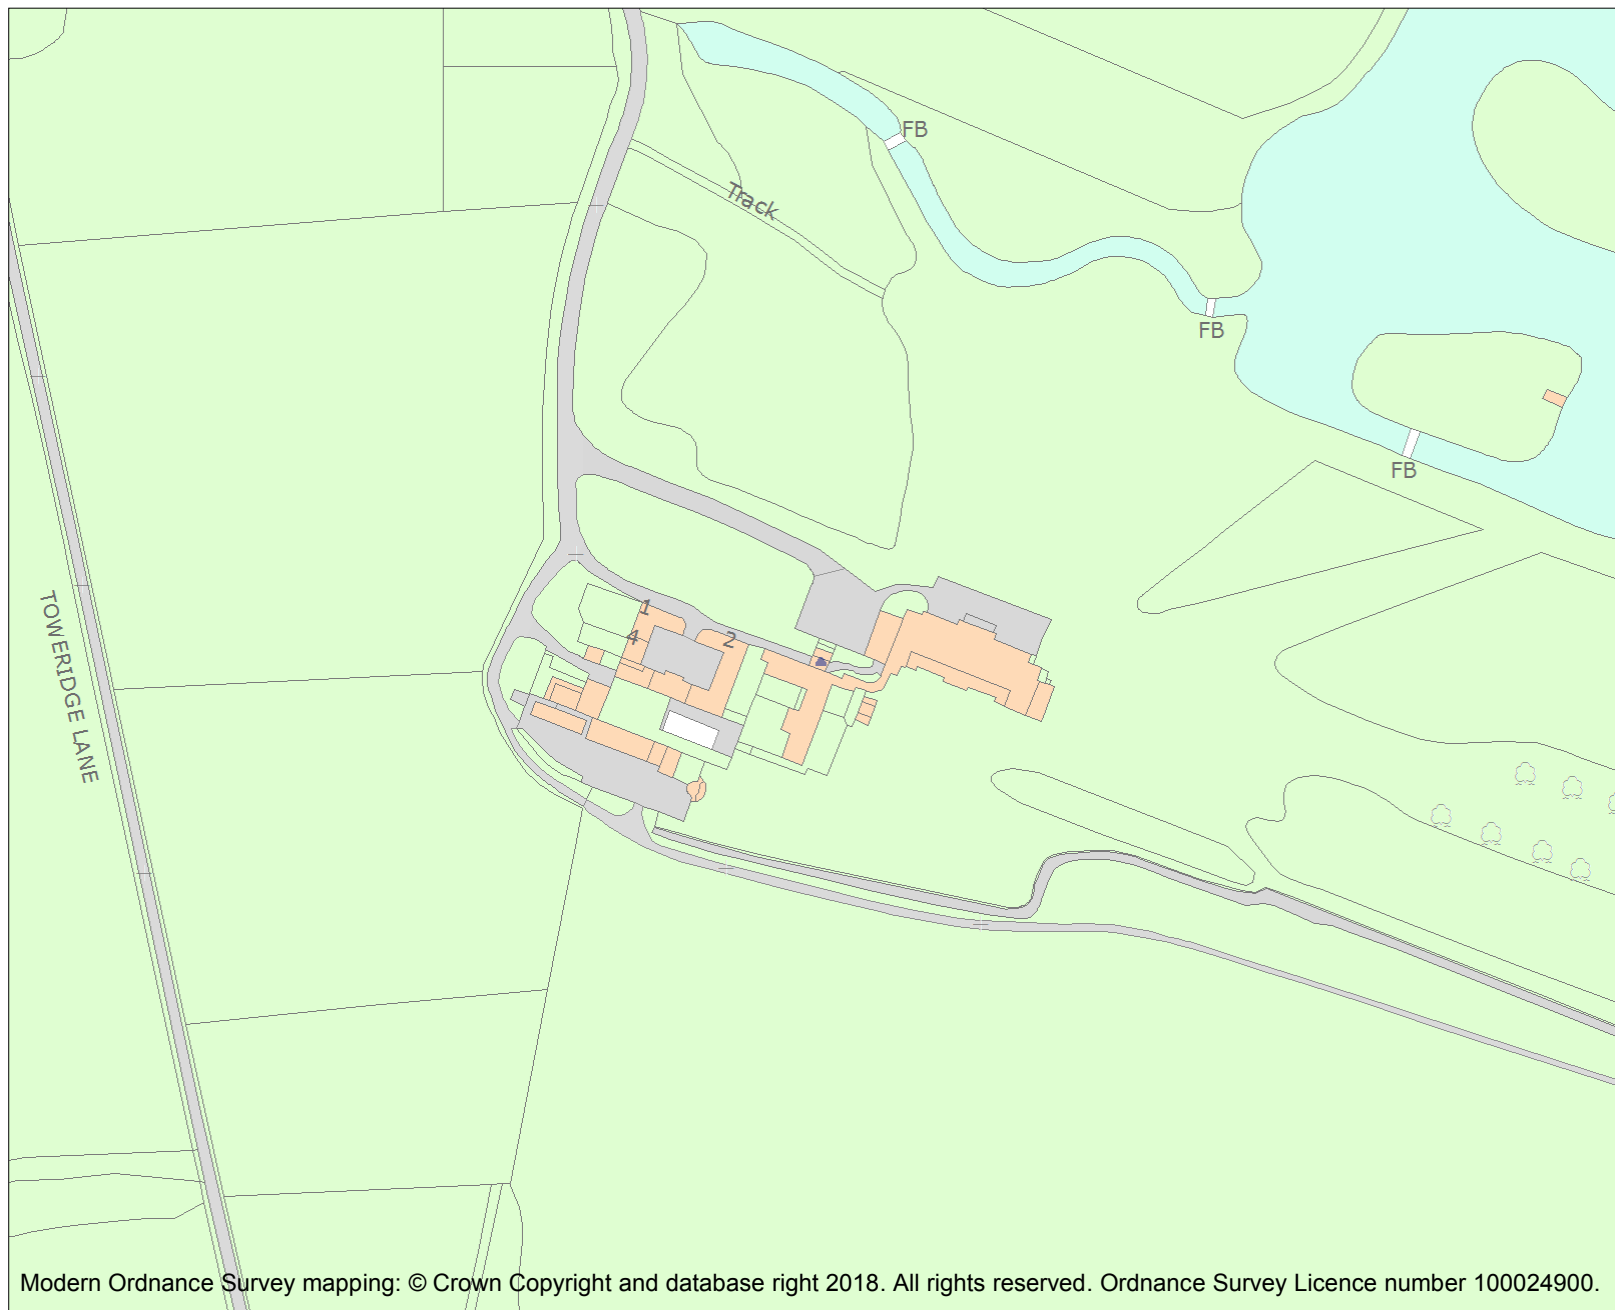 FB
Track
FB
FB
TOWERIDGE LANE
1
4
2
Modern Ordnance Survey mapping: © Crown Copyright and database right 2018. All rights reserved. Ordnance Survey Licence number 100024900.